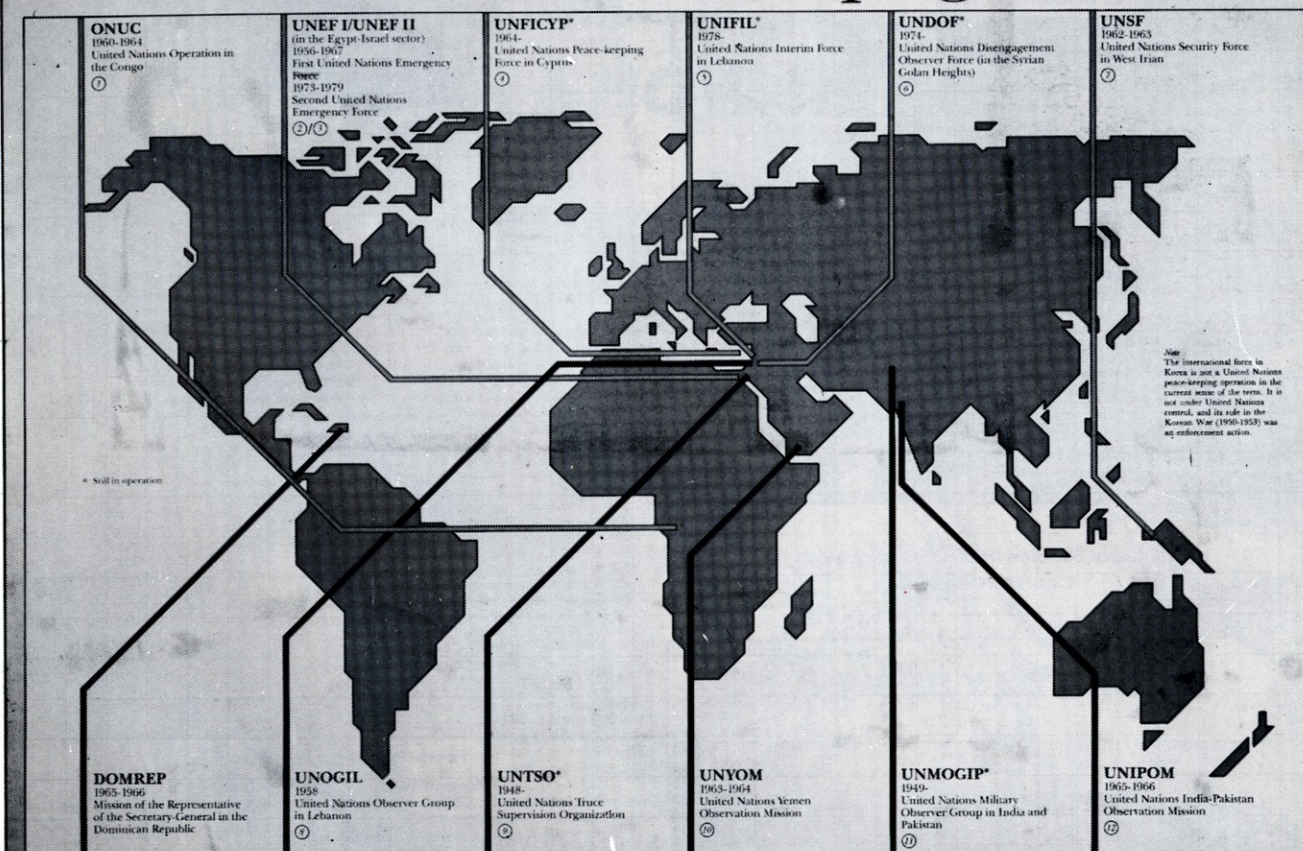 ONUC
1960-1964
United Nations Operation in
the Congo
1
UNEF I/UNEF II
(in the Egypt-Israel sector)
1956-1967
First United Nations Emergency
Force
1973-1979
Second United Nations
Emergency Force
2/3
UNFICYP*
1964-
United Nations Peace-keeping
Force in Cyprus
4
UNIFIL*
1978-
United Nations Interim Force
in Lebanon
5
UNDOF*
1974-
United Nations Disengagement
Observer Force (in the Syrian
Golan Heights)
6
UNSF
1962-1963
United Nations Security Force
in West Irian
7
Note
The international force in
Korea is not a United Nations
peace-keeping operation in the
current sense of the term. It is
not under United Nations
control, and its role in the
Korean War (1950-1953) was
an enforcement action.
* Still in operation
DOMREP
1965-1966
Mission of the Representative
of the Secretary-General in the
Dominican Republic
UNOGIL
1958
United Nations Observer Group
in Lebanon
8
UNTSO*
1948-
United Nations Truce
Supervision Organization
9
UNYOM
1963-1964
United Nations Yemen
Observation Mission
10
UNMOGIP*
1949-
United Nations Military
Observer Group in India and
Pakistan
11
UNIPOM
1965-1966
United Nations India-Pakistan
Observation Mission
12